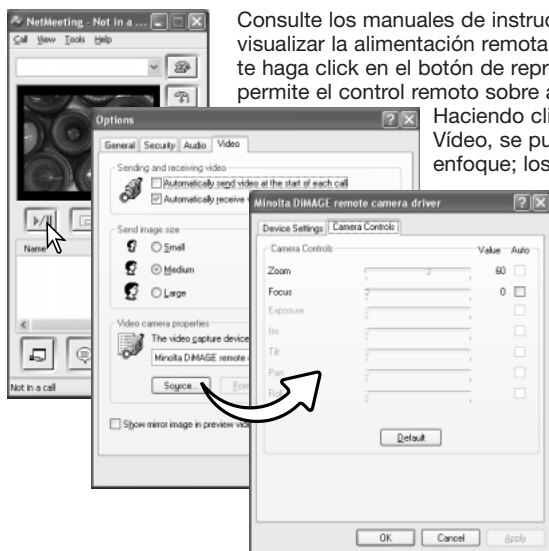 NetMeeting - Not in a ...
Call View Tools Help
Name
Not in a call
Consulte los manuales de
visualizar la alimentación remota
te haga click en el botón de
permite el control remoto sobre
Haciendo
Vídeo, se
enfoque; los
Options
General Security Audio Video
Sending and receiving video
Automatically send video at the start of each call
Automatically receive
Send image size
Small
Medium
Large
Video camera properties
The video capture device
Minolta DiMAGE remote
Source...
Show mirror image in preview
Minolta DiMAGE remote camera driver
Device Settings Camera Controls
Camera Controls Value Auto
Zoom 60
Focus 0
Exposure
Iris
Tilt
Pan
Default
OK Cancel Apply